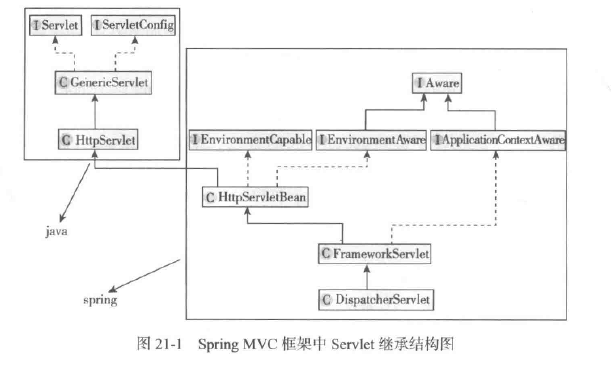 I Servlet
I ServletConfig
C GenericServlet
C HttpServlet
java
I Aware
I EnvironmentCapable
I EnvironmentAware
I ApplicationContextAware
C HttpServletBean
C FrameworkServlet
C DispatcherServlet
spring
图 21-1 Spring MVC 框架中 Servlet 继承结构图